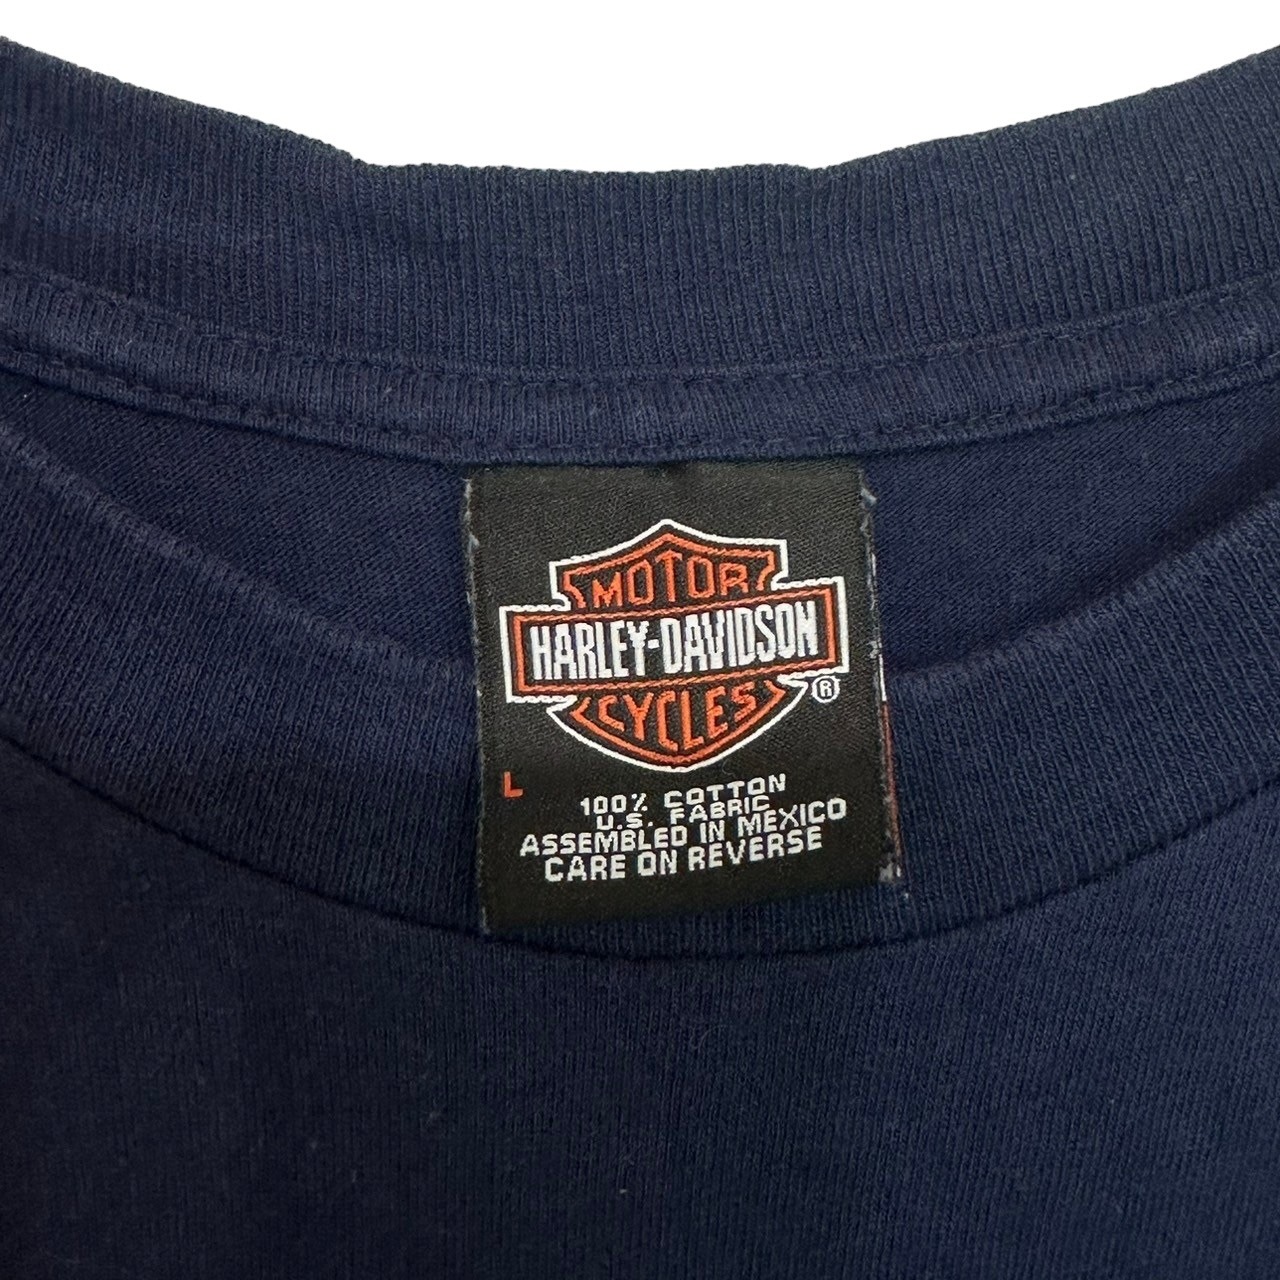 MOTOR
HARLEY-DAVIDSON
CYCLES
®
L
100% COTTON
U.S. FABRIC
ASSEMBLED IN MEXICO
CARE ON REVERSE